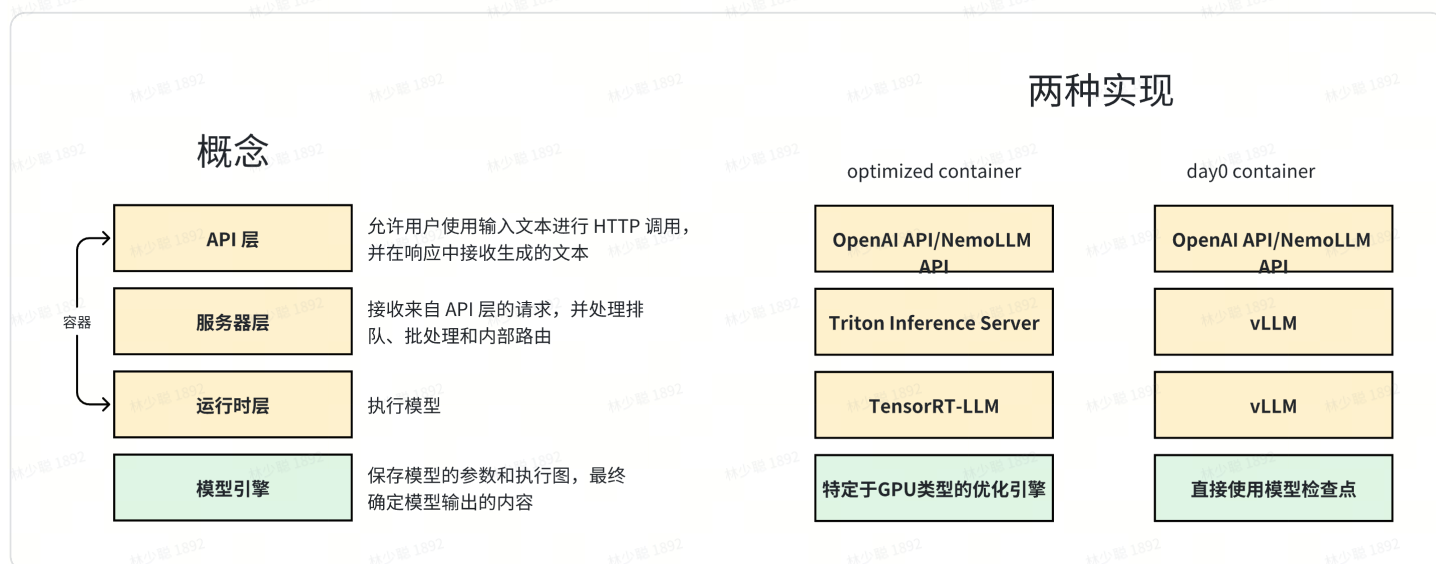 两种实现
概念
optimized container
day0 container
API 层
允许用户使用输入文本进行 HTTP 调用，
并在响应中接收生成的文本
OpenAI API/NemoLLM
API
OpenAI API/NemoLLM
API
容器
服务器层
接收来自 API 层的请求，并处理排
队、批处理和内部路由
Triton Inference Server
vLLM
运行时层
执行模型
TensorRT-LLM
vLLM
模型引擎
保存模型的参数和执行图，最终
确定模型输出的内容
特定于GPU类型的优化引擎
直接使用模型检查点
林少聪 1892